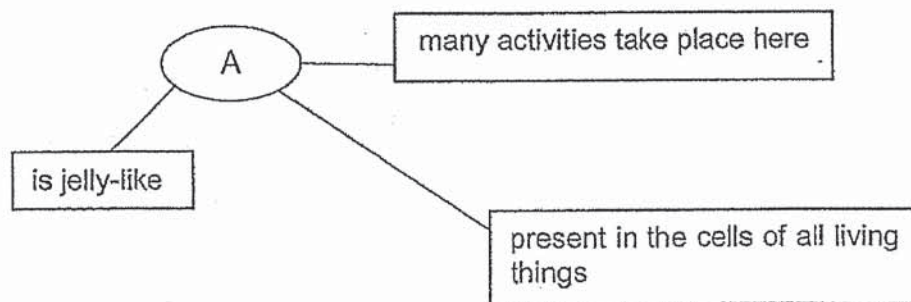 A
many activities take place here
is jelly-like
present in the cells of all living
things